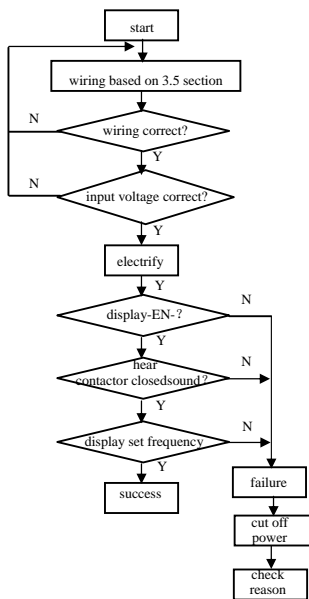 start
wiring based on 3.5 section
N
wiring correct?
Y
N
input voltage correct?
Y
electrify
Y
N
display-EN-?
Y
hear
N
contactor closedsound?
Y
N
display set frequency
Y
success
failure
cut off
power
check
reason